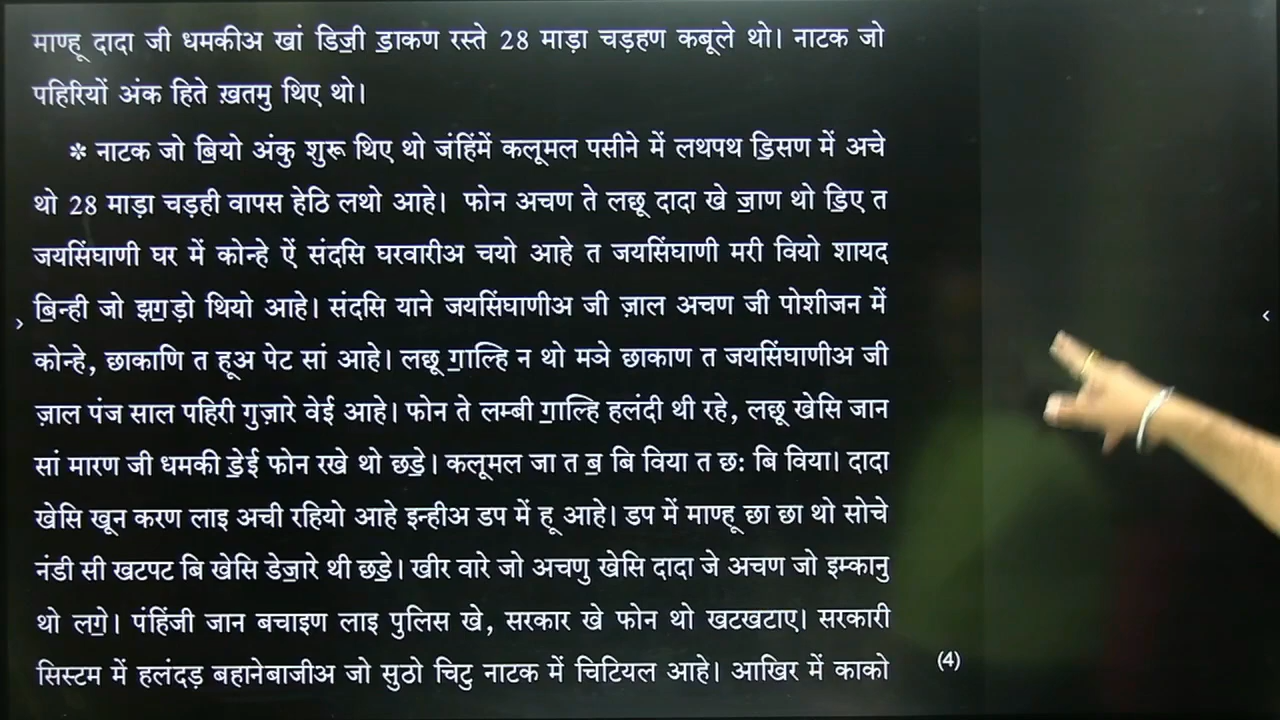 माण्हू दादा जी धमकीअ खां डि॒जी॒ डा॒कण रस्ते 28 माड़ा चड़हण कबूले थो। नाटक जो
पहिरियों अंक हिते ख़तमु थिए थो।
* नाटक जो बि॒यो अंकु शुरू थिए थो जंहिंमें कलूमल पसीने में लथपथ डि॒सण में अचे
थो 28 माड़ा चड़ही वापस हेठि लथो आहे। फोन अचण ते लछू दादा खे जा॒ण थो डि॒ए त
जयसिंघाणी घर में कोन्हे ऐं संदसि घरवारीअ चयो आहे त जयसिंघाणी मरी वियो शायद
बि॒न्ही जो झग॒ड़ो थियो आहे। संदसि याने जयसिंघाणीअ जी ज़ाल अचण जी पोशीजन में
कोन्हे, छाकाणि त हूअ पेट सां आहे। लछू गा॒ल्हि न थो मञे छाकाण त जयसिंघाणीअ जी
ज़ाल पंज साल पहिरी गुज़ारे वेई आहे। फोन ते लम्बी गा॒ल्हि हलंदी थी रहे, लछू खेसि जान
सां मारण जी धमकी डे॒ई फोन रखे थो छडे॒। कलूमल जा त ब॒ बि विया त छः बि विया। दादा
खेसि खून करण लाइ अची रहियो आहे इन्हीअ डप में हू आहे। डप में माण्हू छा छा थो सोचे
नंडी सी खटपट बि खेसि डेजा॒रे थी छडे॒। खीर वारे जो अचणु खेसि दादा जे अचण जो इम्कानु
थो लगे॒। पंहिंजी जान बचाइण लाइ पुलिस खे, सरकार खे फोन थो खटखटाए। सरकारी
सिस्टम में हलंदड़ बहानेबाजीअ जो सुठो चिटु नाटक में चिटियल आहे। आखिर में काको
(4)